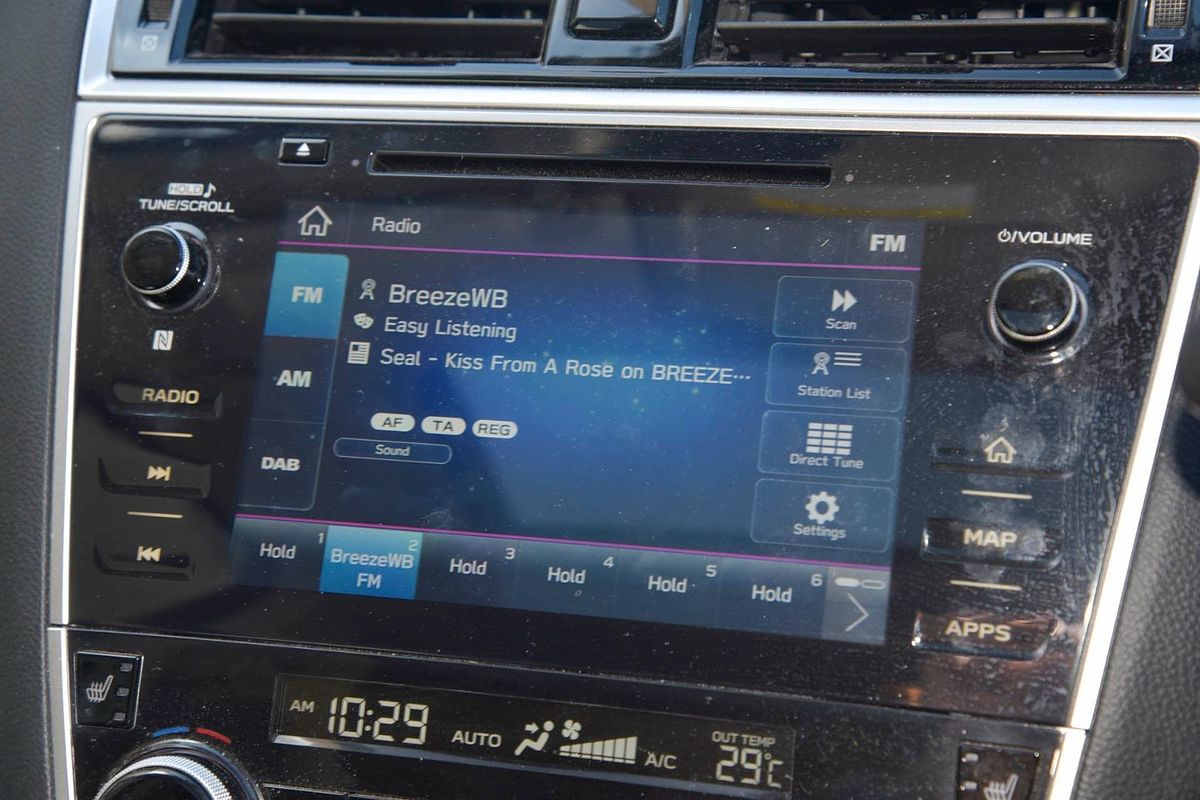 HOLD
TUNE/SCROLL
RADIO
Radio
FM
FM
AM
DAB
BreezeWB
Easy Listening
Seal - Kiss From A Rose on BREEZE···
AF TA REG
Sound
Scan
Station List
Direct Tune
Settings
Hold 1
BreezeWB 2
FM
Hold 3
Hold 4
Hold 5
Hold 6
/VOLUME
MAP
APPS
AM 10:29
AUTO
A/C
OUT TEMP
29°C